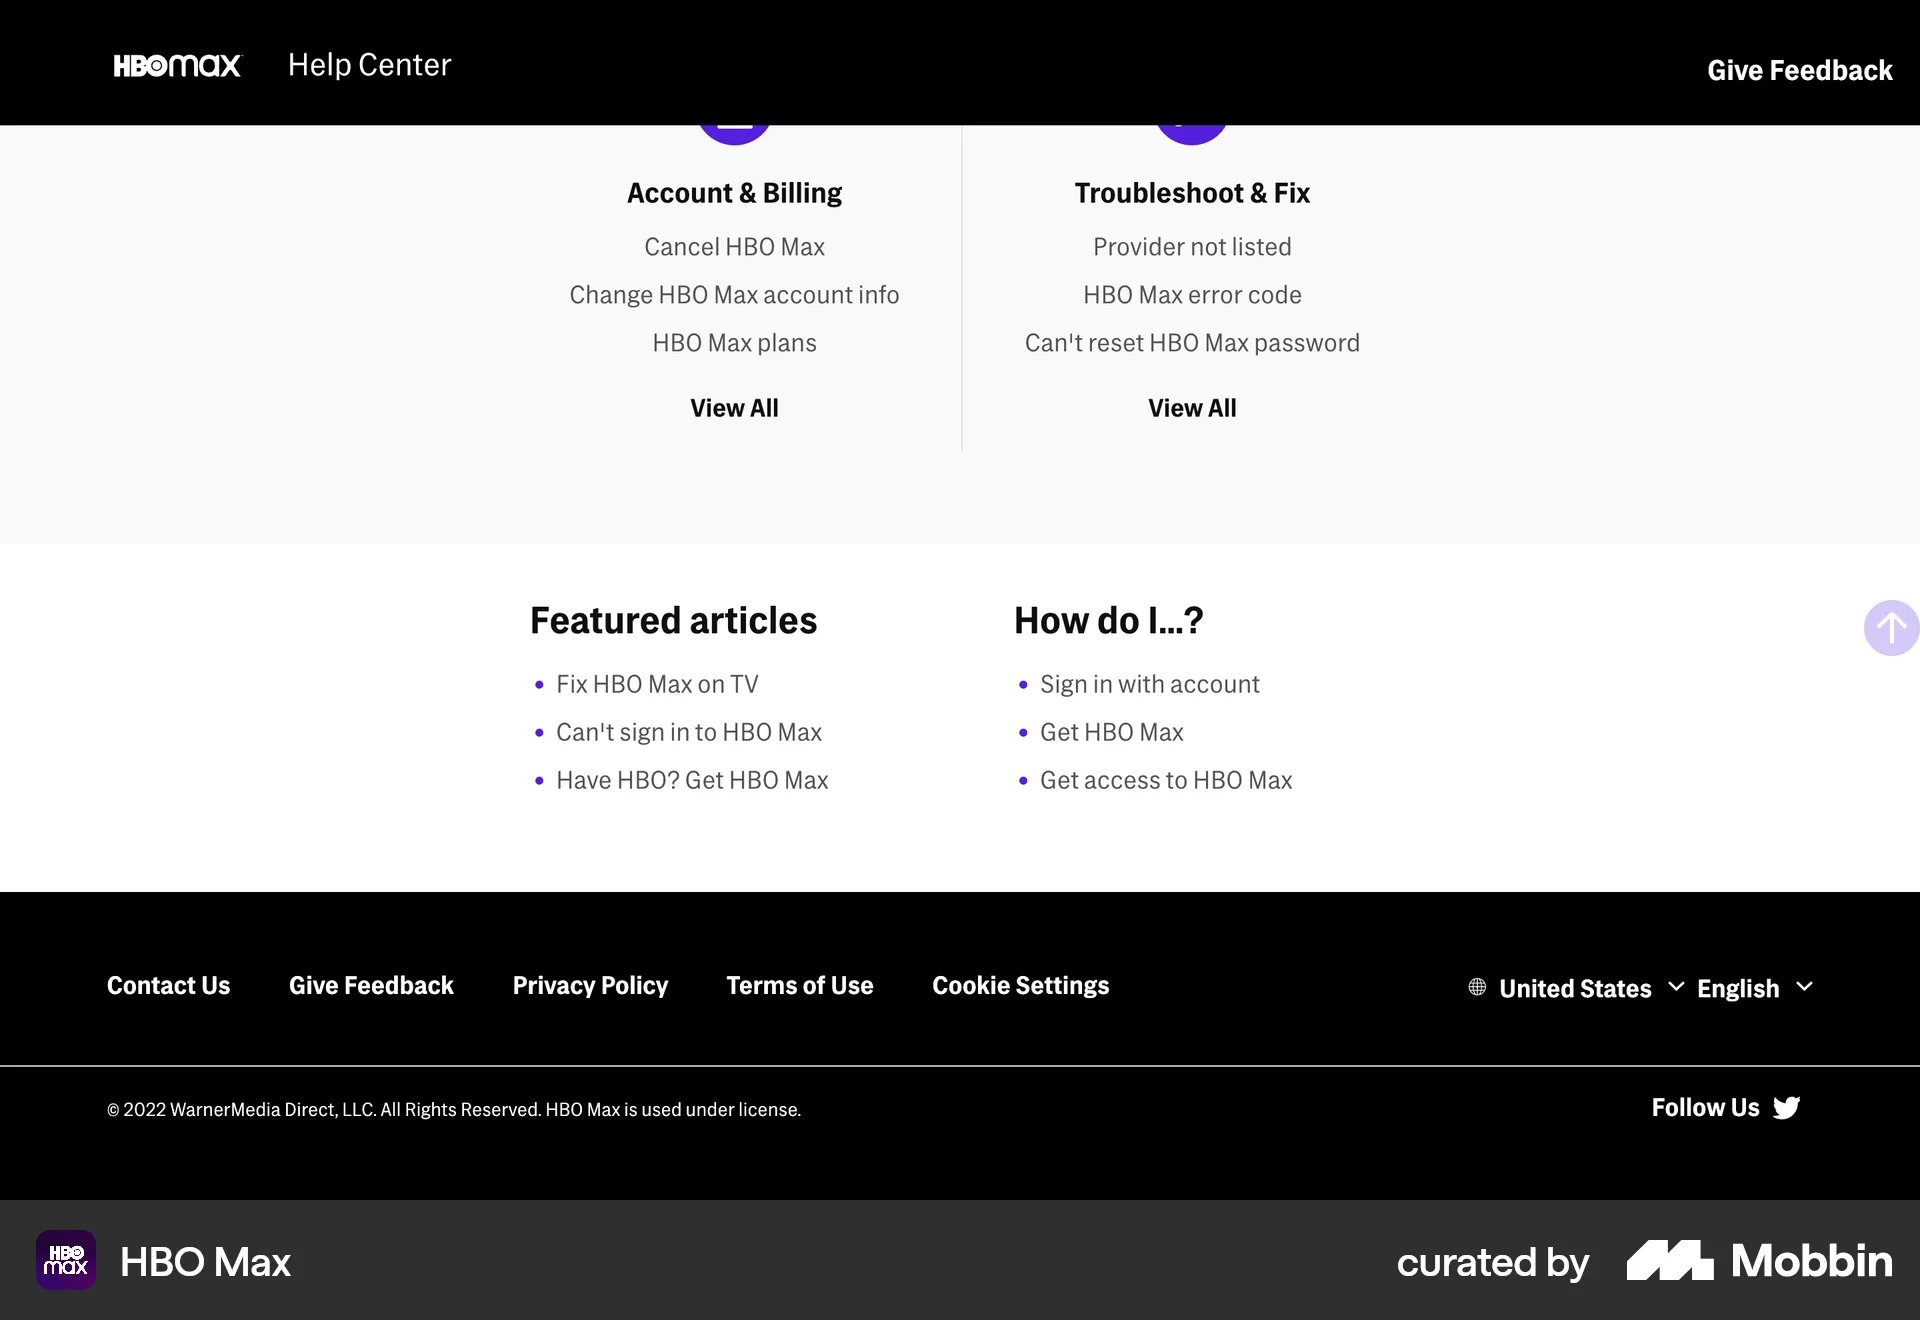 HBOmax Help Center
Give Feedback
Account & Billing
Cancel HBO Max
Change HBO Max account info
HBO Max plans
View All
Troubleshoot & Fix
Provider not listed
HBO Max error code
Can't reset HBO Max password
View All
Featured articles
Fix HBO Max on TV
Can't sign in to HBO Max
Have HBO? Get HBO Max
How do I...?
Sign in with account
Get HBO Max
Get access to HBO Max
Contact Us Give Feedback Privacy Policy Terms of Use Cookie Settings
United States English
© 2022 WarnerMedia Direct, LLC. All Rights Reserved. HBO Max is used under license.
Follow Us
HBO
max
HBO Max
curated by Mobbin